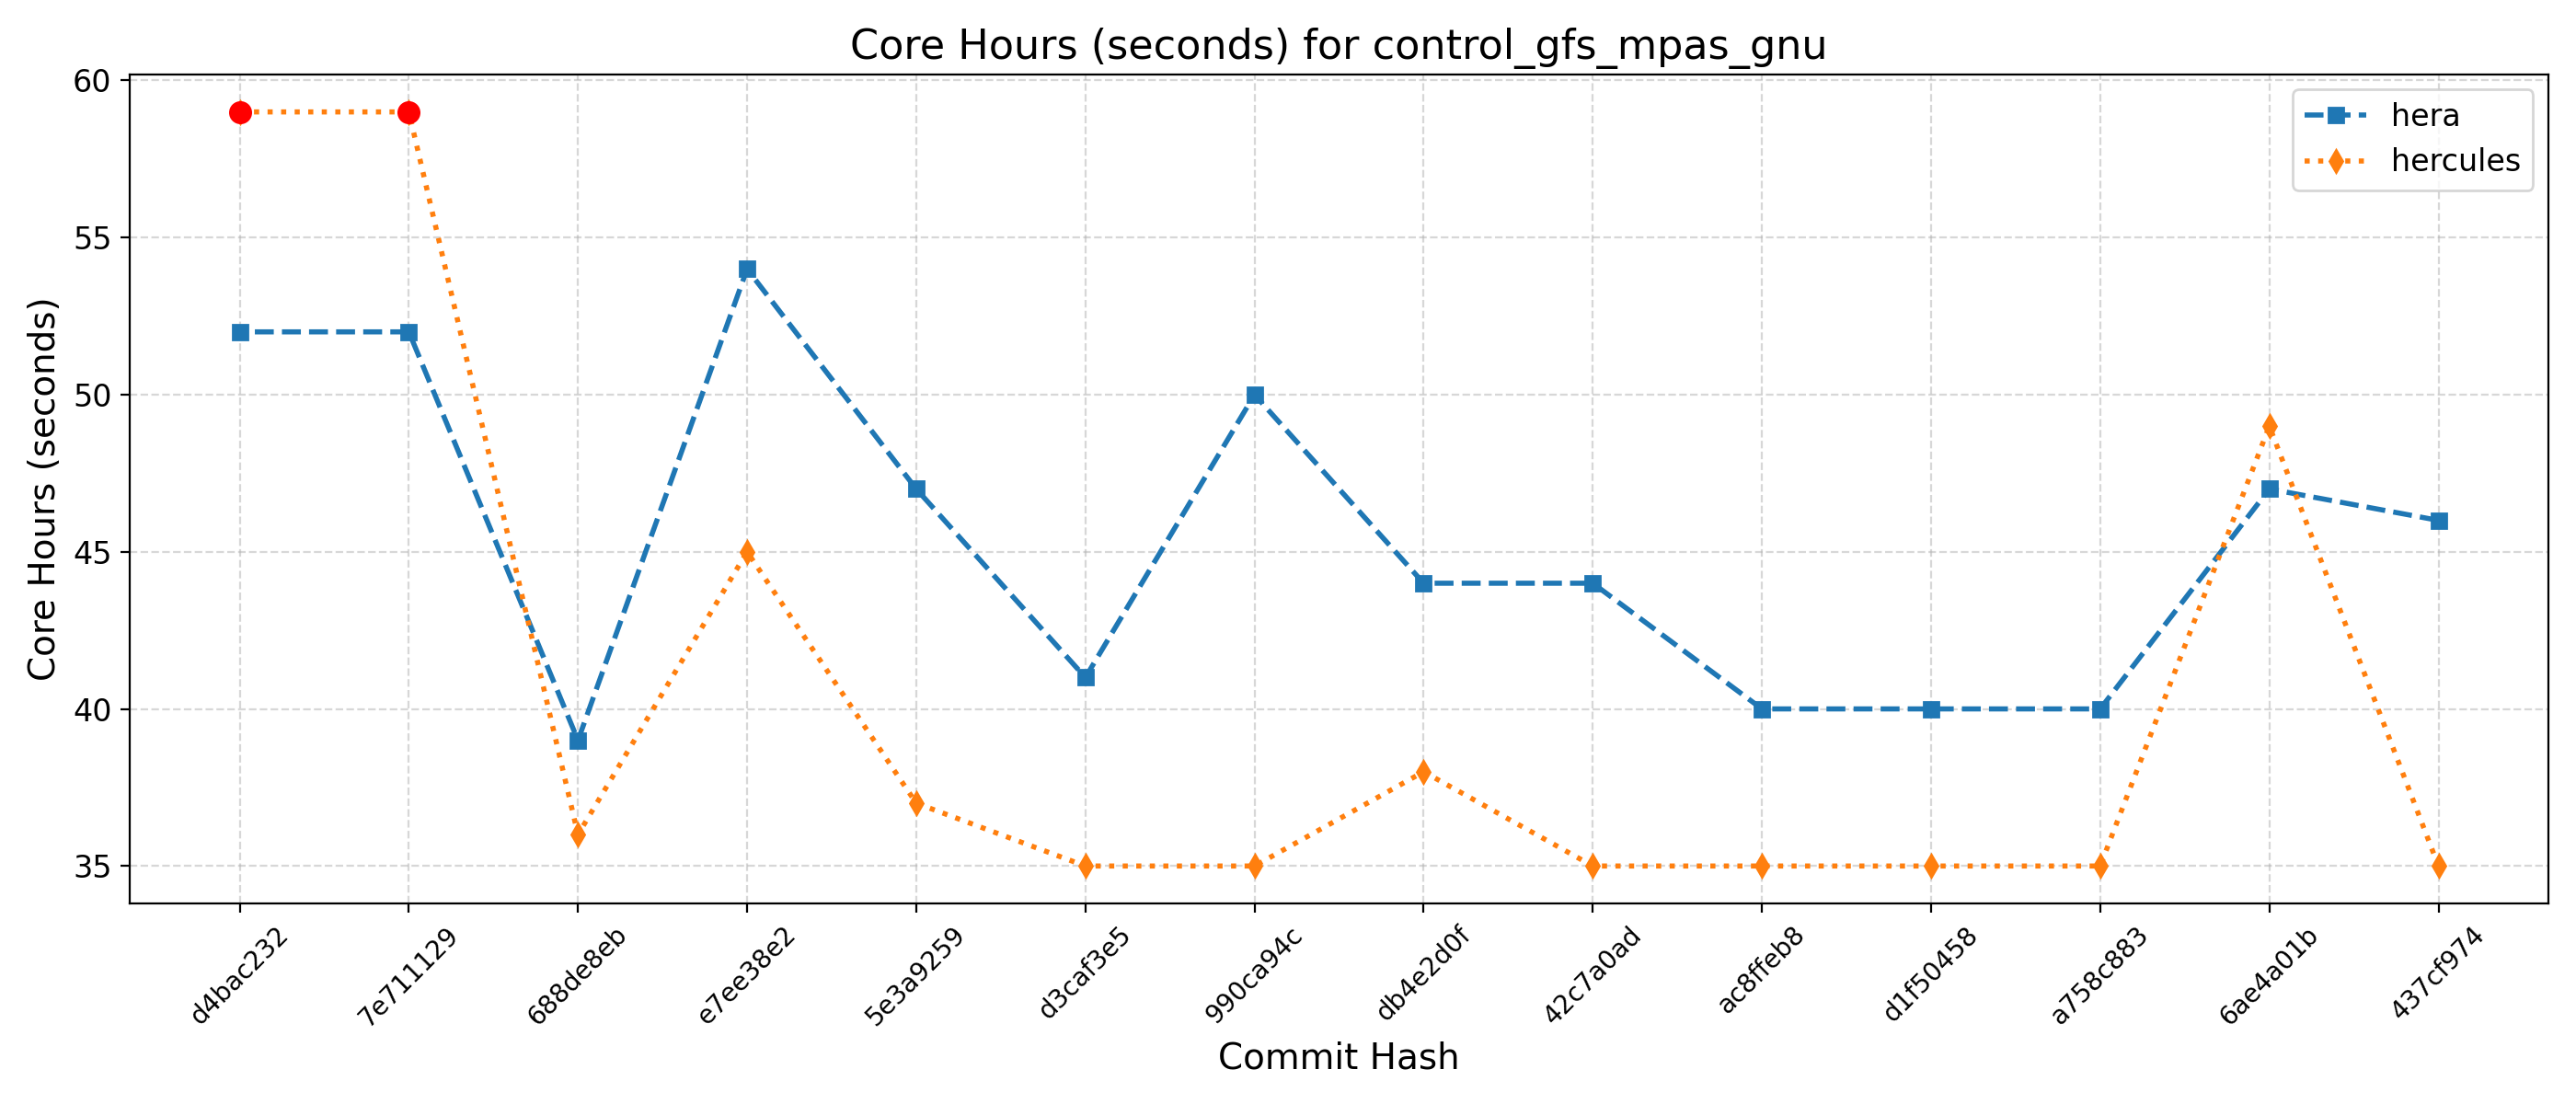 Core Hours (seconds) for control_gfs_mpas_gnu
hera
hercules
Core Hours (seconds)
60
55
50
45
40
35
d4bac232
7e711129
688de8eb
e7ee38e2
5e3a9259
d3caf3e5
990ca94c
db4e2d0f
42c7a0ad
ac8ffeb8
d1f50458
a758c883
6ae4a01b
437cf974
Commit Hash